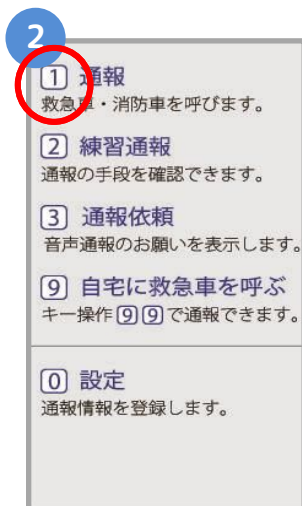 2
1 通報
救急車・消防車を呼びます。
2 練習通報
通報の手段を確認できます。
3 通報依頼
音声通報のお願いを表示します。
9 自宅に救急車を呼ぶ
キー操作99で通報できます。
0 設定
通報情報を登録します。